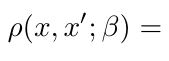 ρ(x, x′; β) =